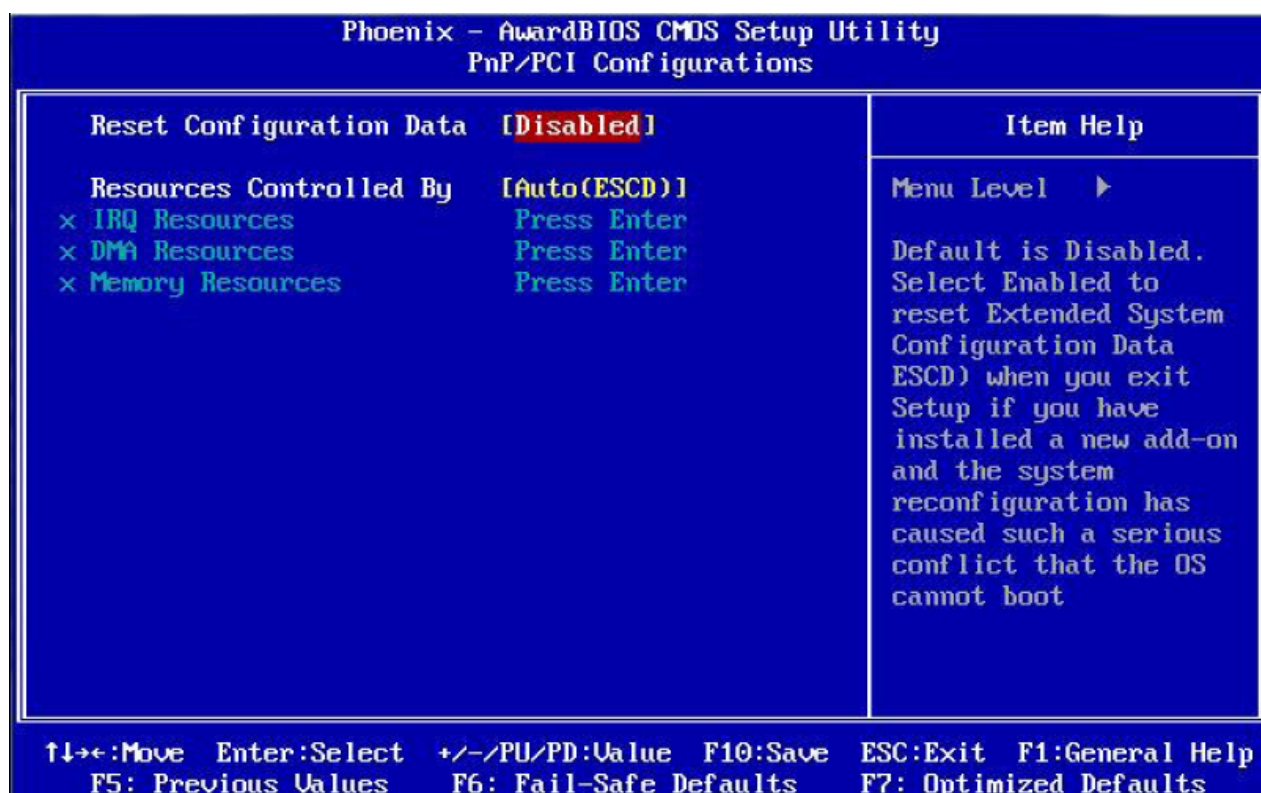 Phoenix - AwardBIOS CMOS Setup Utility
PnP/PCI Configurations
Reset Configuration Data [Disabled]
Resources Controlled By [Auto(ESCD)]
x IRQ Resources Press Enter
x DMA Resources Press Enter
x Memory Resources Press Enter
Item Help
Menu Level ▶
Default is Disabled.
Select Enabled to
reset Extended System
Configuration Data
ESCD) when you exit
Setup if you have
installed a new add-on
and the system
reconfiguration has
caused such a serious
conflict that the OS
cannot boot
↑↓→←:Move Enter:Select +/-/PU/PD:Value F10:Save ESC:Exit F1:General Help
F5: Previous Values F6: Fail-Safe Defaults F7: Optimized Defaults